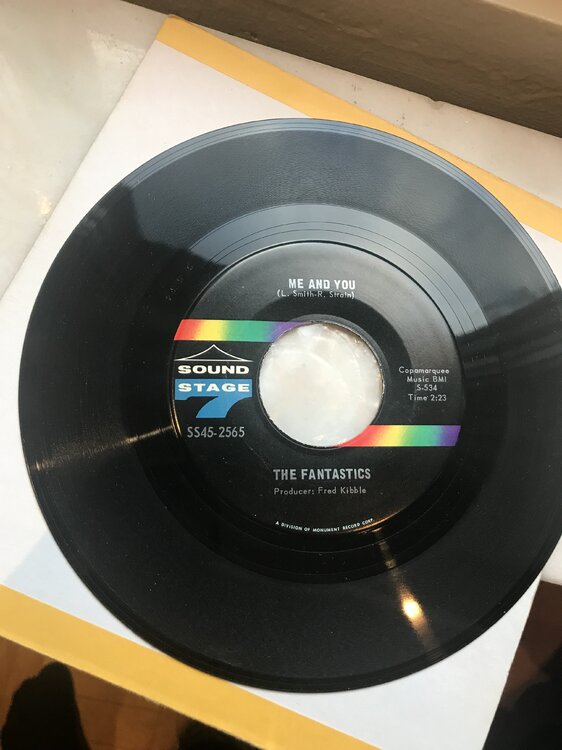 ME AND YOU
(L. Smith-R. Strain)
SOUND
STAGE
7
SS45-2565
Copamarquee
Music BMI
S-534
Time 2:23
THE FANTASTICS
Producer: Fred Kibble
A DIVISION OF MONUMENT RECORD CORP.